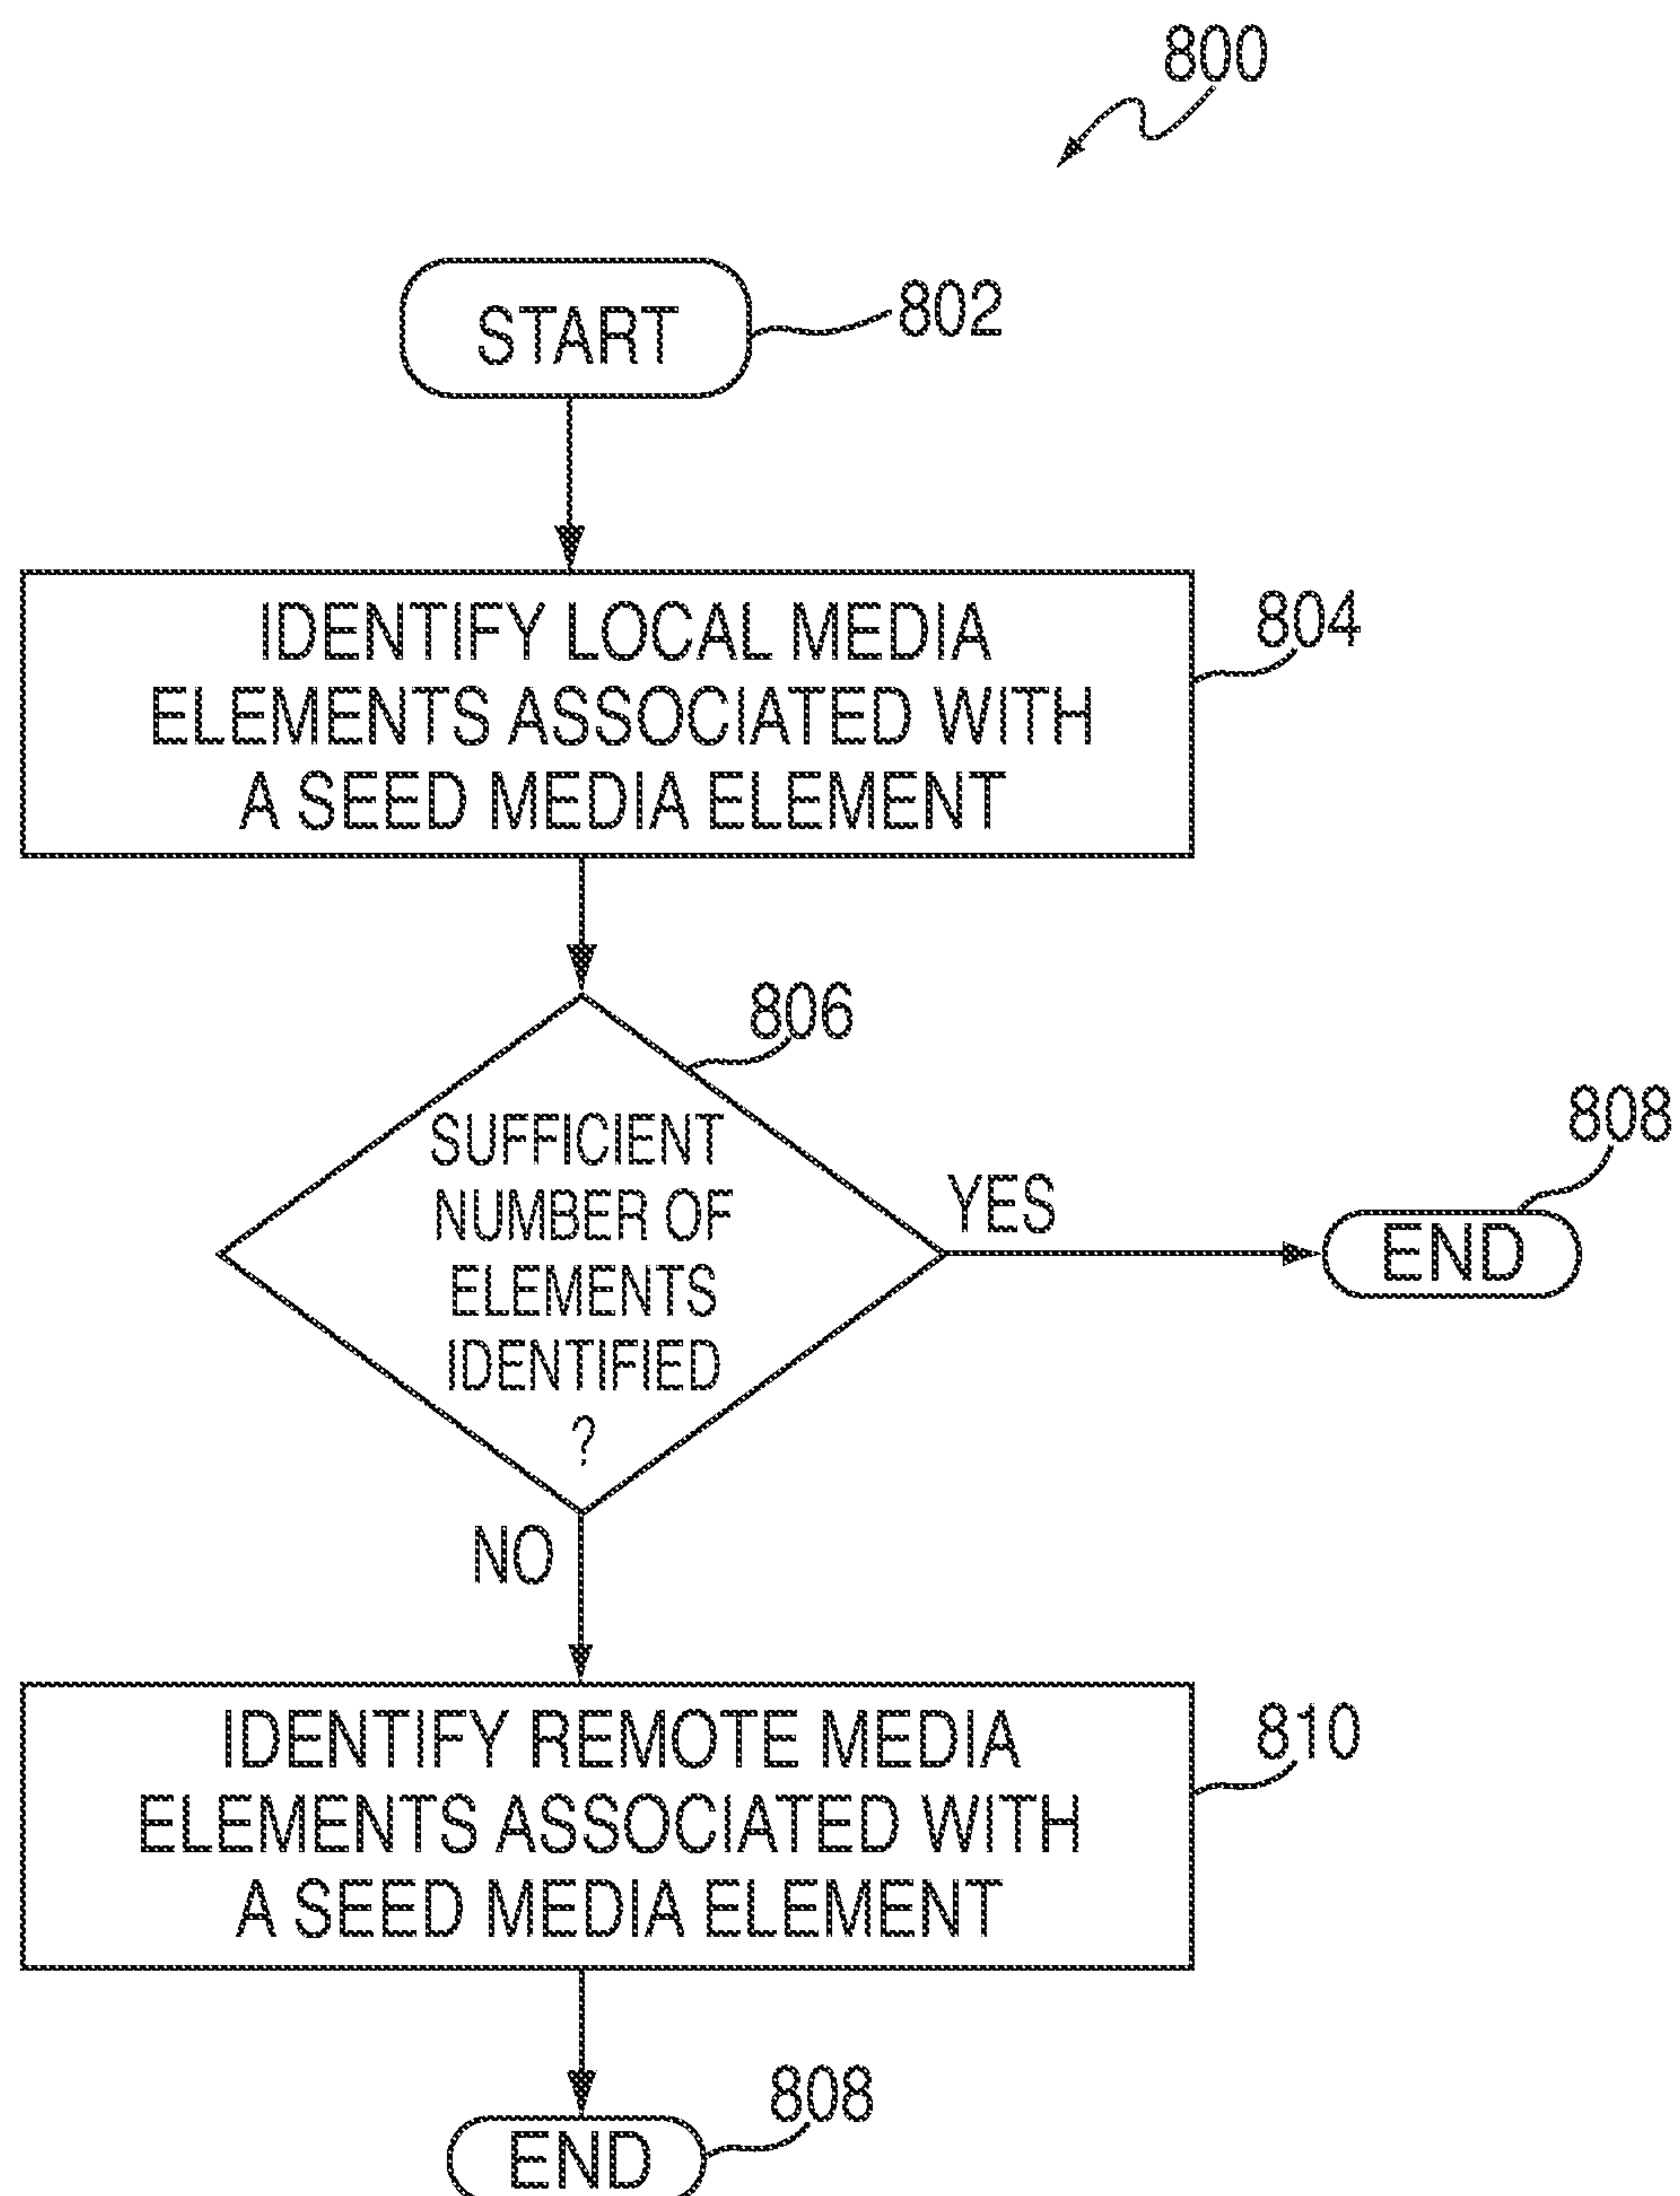 800
START
802
IDENTIFY LOCAL MEDIA
ELEMENTS ASSOCIATED WITH
A SEED MEDIA ELEMENT
804
806
SUFFICIENT
NUMBER OF
ELEMENTS
IDENTIFIED
?
YES
808
END
NO
IDENTIFY REMOTE MEDIA
ELEMENTS ASSOCIATED WITH
A SEED MEDIA ELEMENT
810
808
END